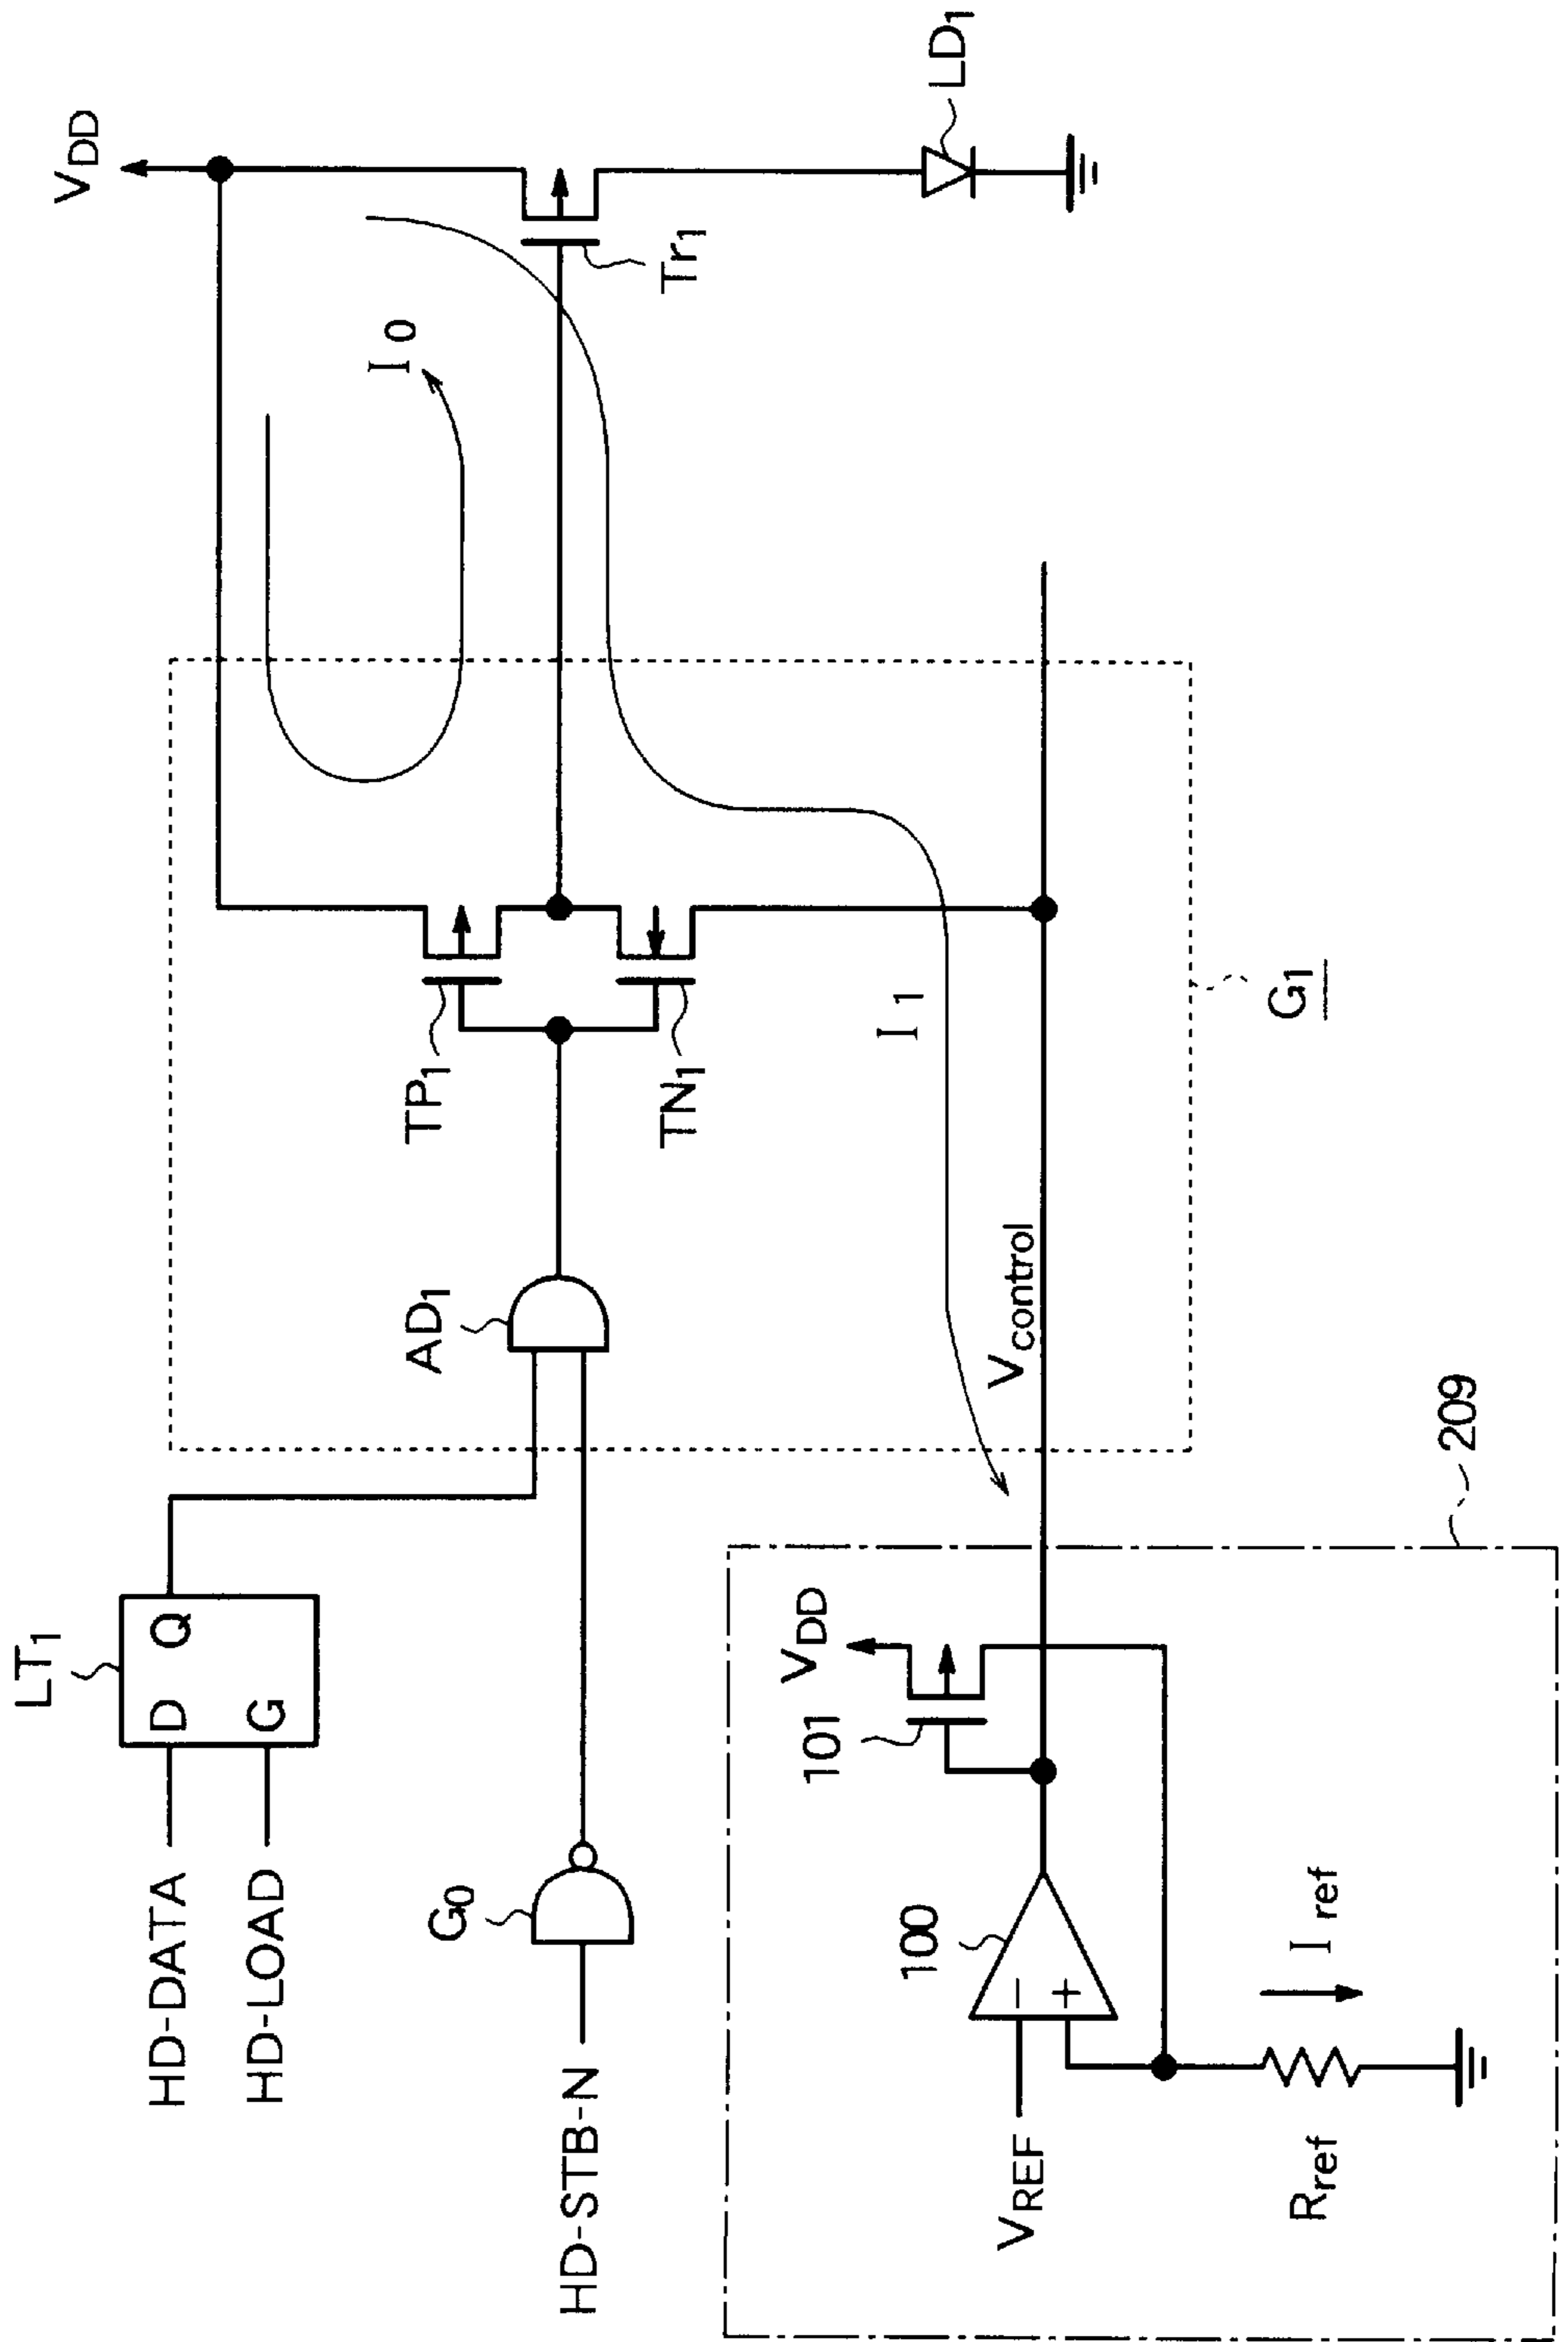 HD-DATA
HD-LOAD
LT1
D
Q
G
HD-STB-N
G0
AD1
TP1
TN1
I0
VDD
Tr1
LD1
I1
Vcontrol
G1
VREF
100
−
+
101
VDD
Rref
Iref
209